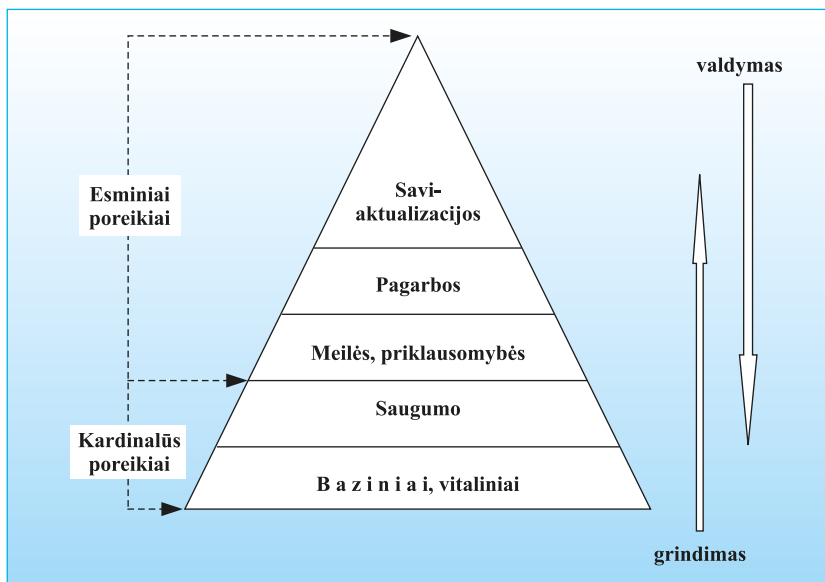 valdymas
Esminiai
poreikiai
Savi-
aktualizacijos
Pagarbos
Meilės, priklausomybės
Saugumo
Kardinalūs
poreikiai
B a z i n i a i, vitaliniai
grindimas